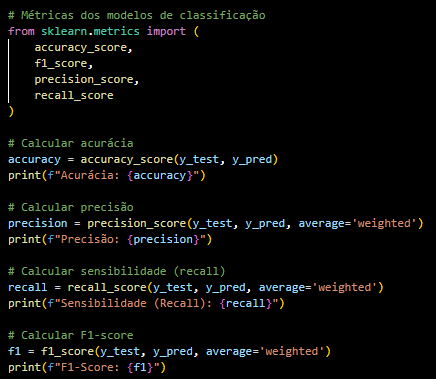 # Métricas dos modelos de classificação
from sklearn.metrics import (
    accuracy_score,
    f1_score,
    precision_score,
    recall_score
)
# Calcular acurácia
accuracy = accuracy_score(y_test, y_pred)
print(f"Acurácia: {accuracy}")
# Calcular precisão
precision = precision_score(y_test, y_pred, average='weighted')
print(f"Precisão: {precision}")
# Calcular sensibilidade (recall)
recall = recall_score(y_test, y_pred, average='weighted')
print(f"Sensibilidade (Recall): {recall}")
# Calcular F1-score
f1 = f1_score(y_test, y_pred, average='weighted')
print(f"F1-Score: {f1}")